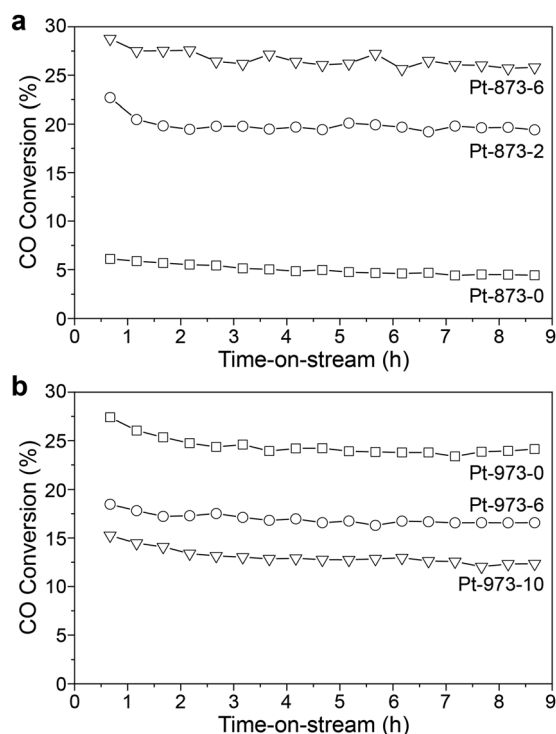 a
30
25
20
15
10
5
0
CO Conversion (%)
Pt-873-6
Pt-873-2
Pt-873-0
0 1 2 3 4 5 6 7 8 9
Time-on-stream (h)
b
30
25
20
15
10
5
0
CO Conversion (%)
Pt-973-0
Pt-973-6
Pt-973-10
0 1 2 3 4 5 6 7 8 9
Time-on-stream (h)